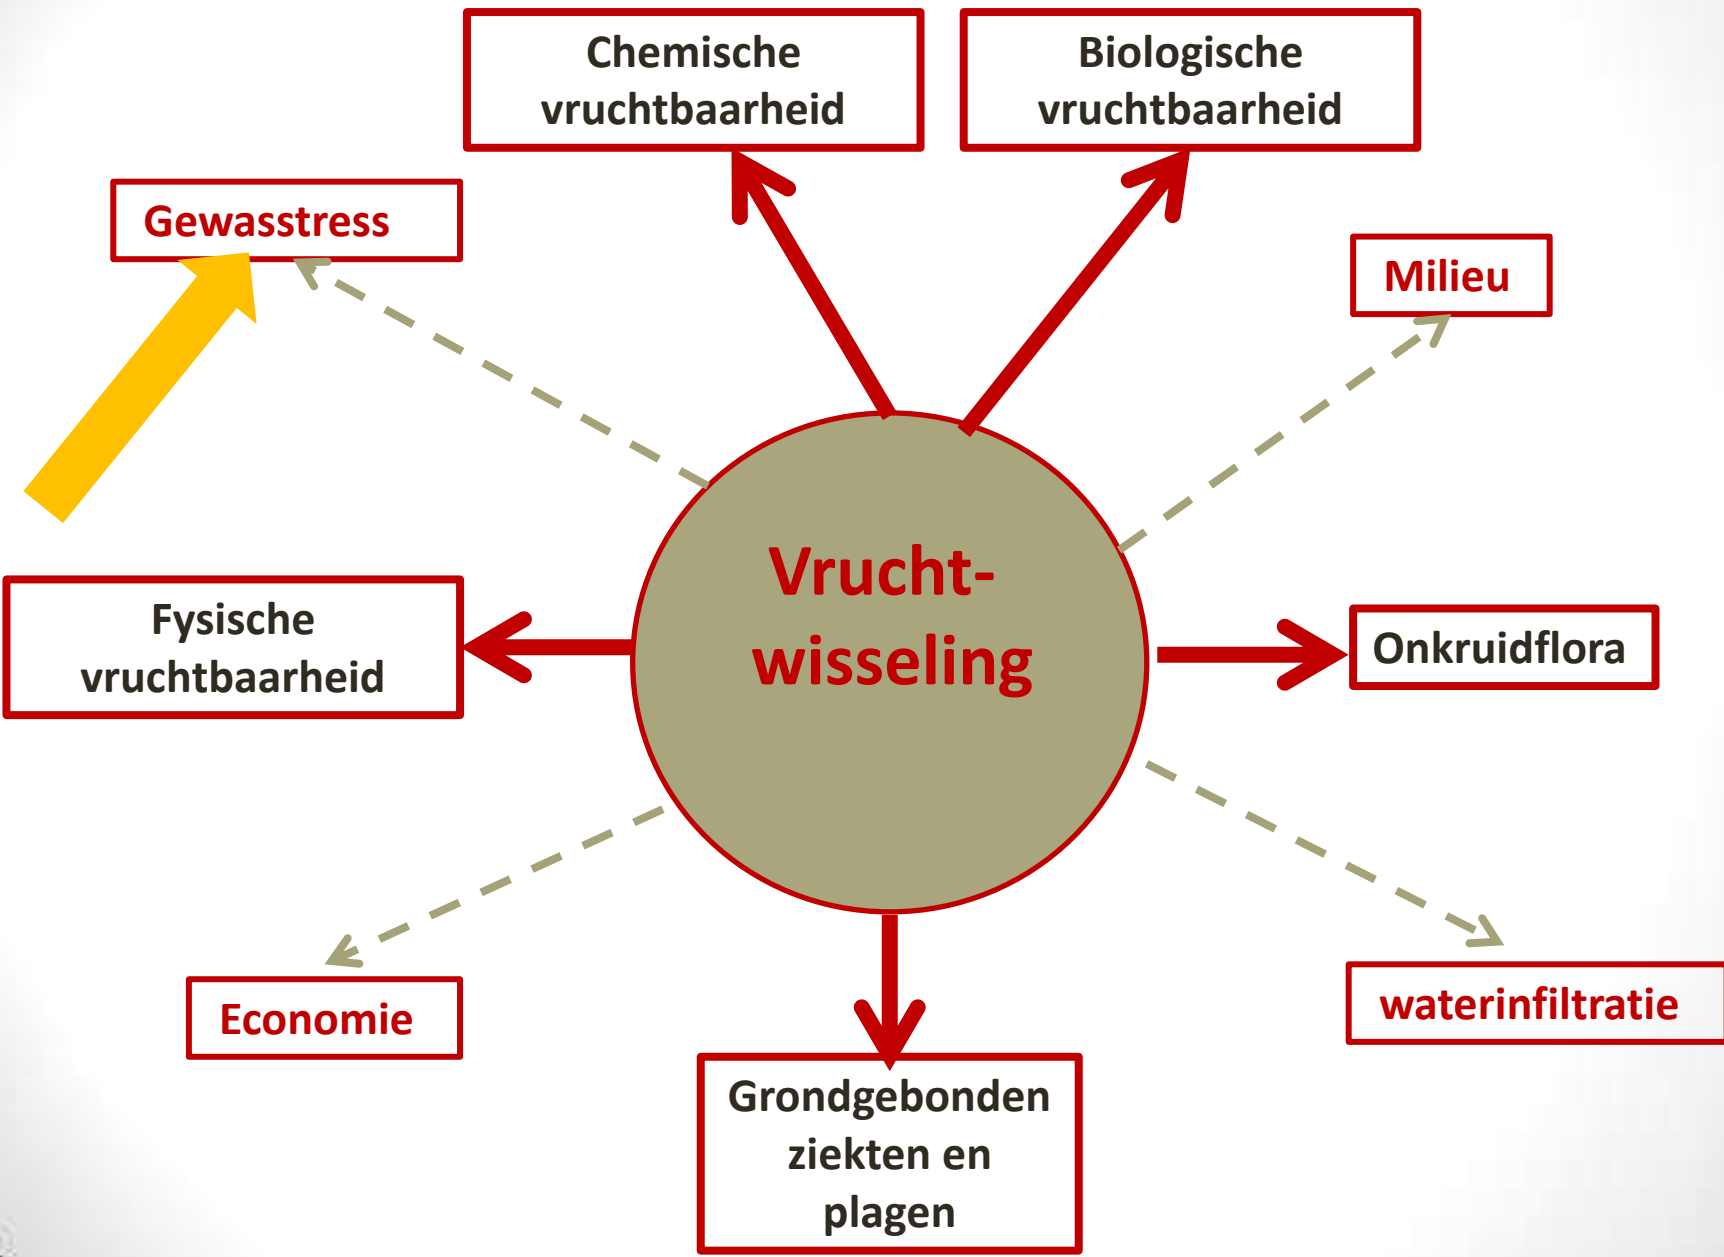 Chemische
vruchtbaarheid
Biologische
vruchtbaarheid
Gewasstress
Milieu
Vrucht-
wisseling
Fysische
vruchtbaarheid
Onkruidflora
Economie
waterinfiltratie
Grondgebonden
ziekten en
plagen